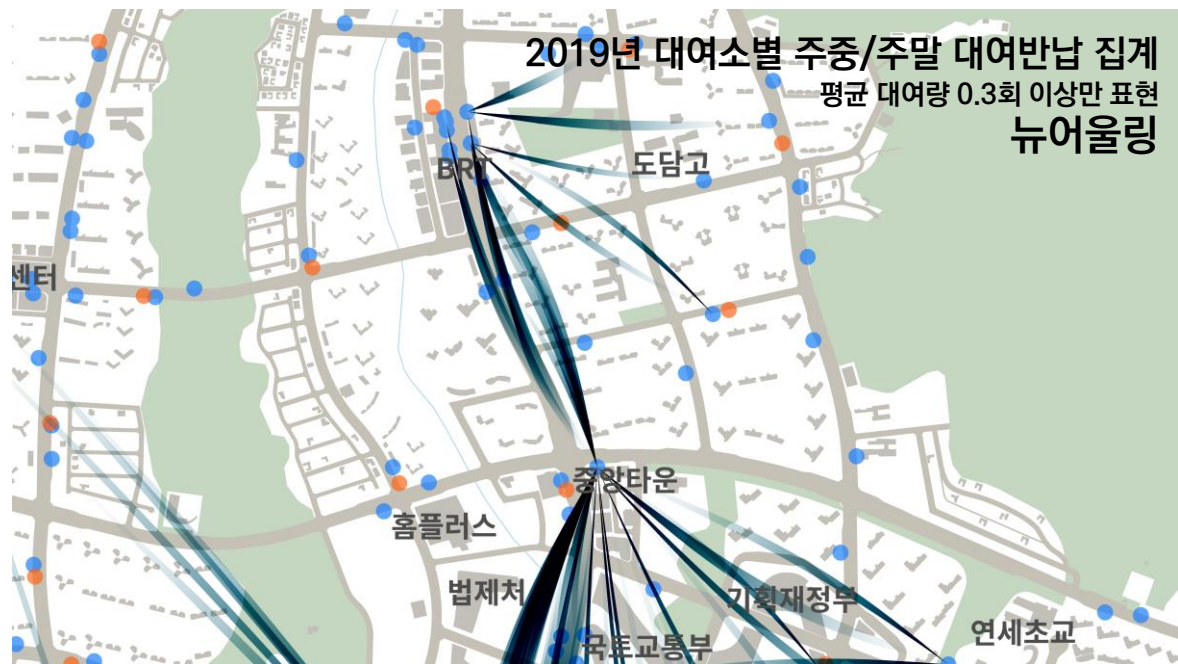 2019년 대여소별 주중/주말 대여반납 집계
평균 대여량 0.3회 이상만 표현
뉴어울링
BRT
도담고
센터
중앙타운
홈플러스
법제처
기획재정부
국토교통부
연세초교